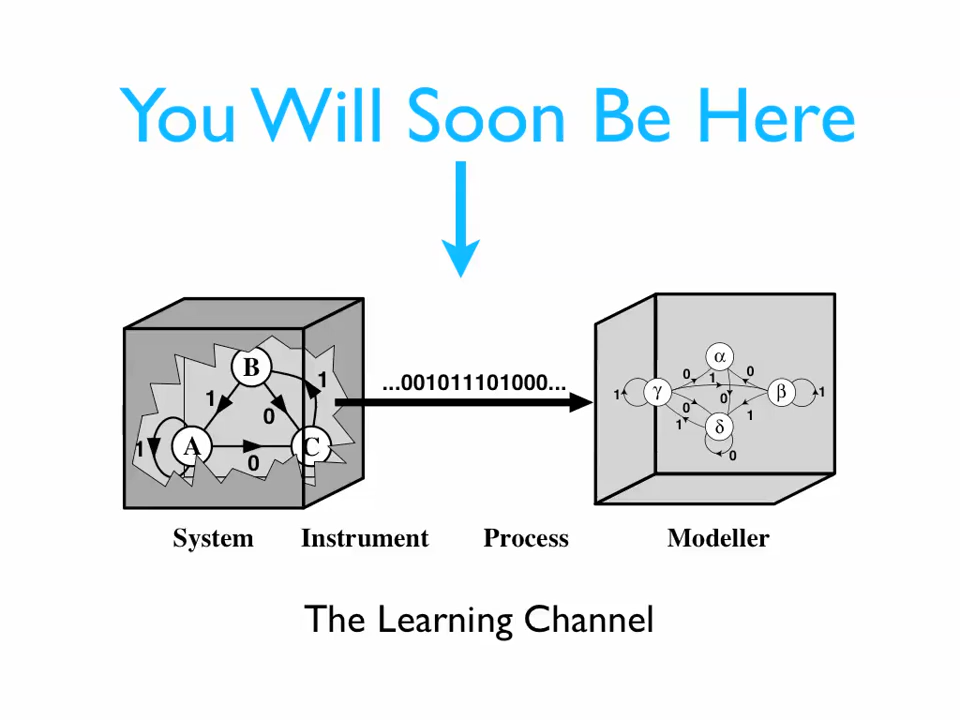 You Will Soon Be Here
B
1
0
1
A
C
1
0
...001011101000...
α
0
1
0
γ
β
1
1
0
0
1
1
δ
0
System Instrument Process Modeller
The Learning Channel